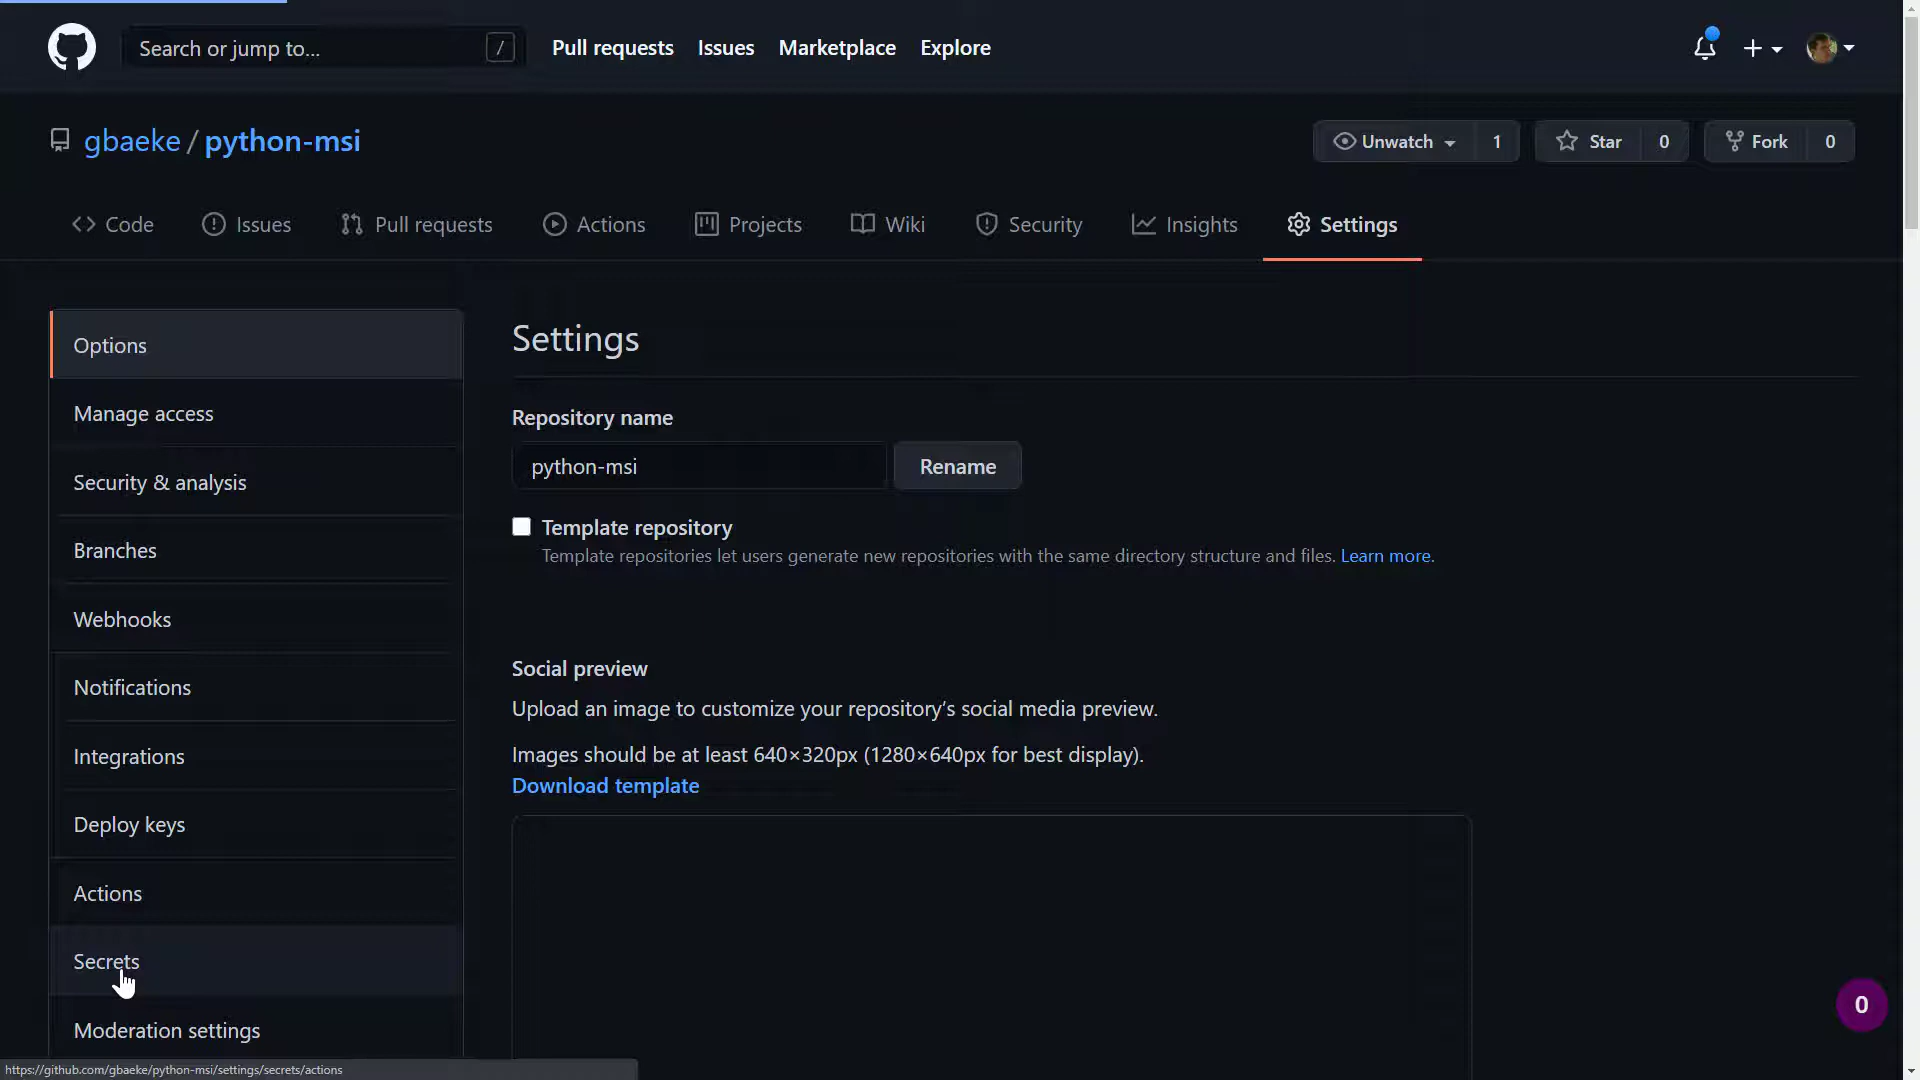 Search or jump to... /
Pull requests Issues Marketplace Explore
gbaeke / python-msi
Unwatch 1 Star 0 Fork 0
Code Issues Pull requests Actions Projects Wiki Security Insights Settings
Options
Manage access
Security & analysis
Branches
Webhooks
Notifications
Integrations
Deploy keys
Actions
Secrets
Moderation settings
Settings
Repository name
python-msi Rename
Template repository
Template repositories let users generate new repositories with the same directory structure and files. Learn more.
Social preview
Upload an image to customize your repository’s social media preview.
Images should be at least 640×320px (1280×640px for best display).
Download template
0
https://github.com/gbaeke/python-msi/settings/secrets/actions